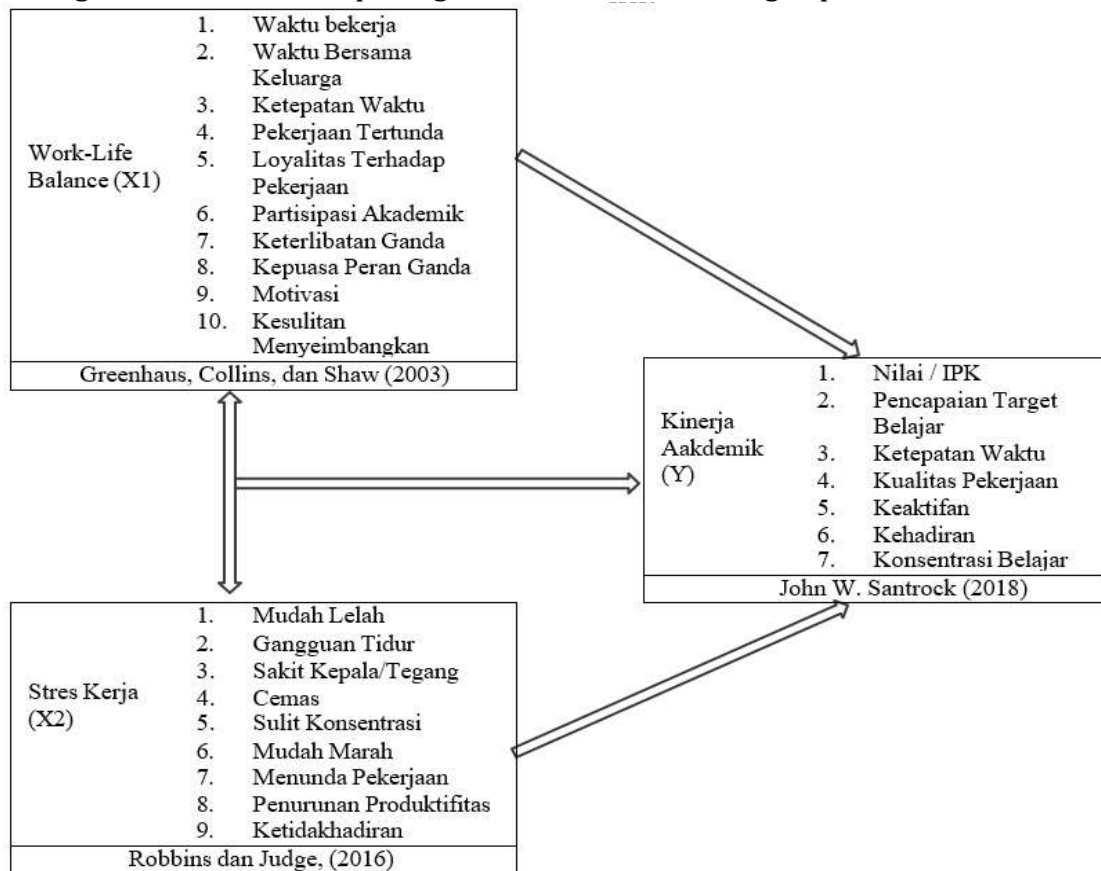 1. Waktu bekerja
2. Waktu Bersama
Keluarga
3. Ketepatan Waktu
4. Pekerjaan Tertunda
5. Loyalitas Terhadap
Pekerjaan
6. Partisipasi Akademik
7. Keterlibatan Ganda
8. Kepuasa Peran Ganda
9. Motivasi
10. Kesulitan
Menyeimbangkan
Work-Life
Balance (X1)
Greenhaus, Collins, dan Shaw (2003)
Kinerja
Aakdemik
(Y)
1. Nilai / IPK
2. Pencapaian Target
Belajar
3. Ketepatan Waktu
4. Kualitas Pekerjaan
5. Keaktifan
6. Kehadiran
7. Konsentrasi Belajar
John W. Santrock (2018)
Stres Kerja
(X2)
1. Mudah Lelah
2. Gangguan Tidur
3. Sakit Kepala/Tegang
4. Cemas
5. Sulit Konsentrasi
6. Mudah Marah
7. Menunda Pekerjaan
8. Penurunan Produktifitas
9. Ketidakhadiran
Robbins dan Judge, (2016)